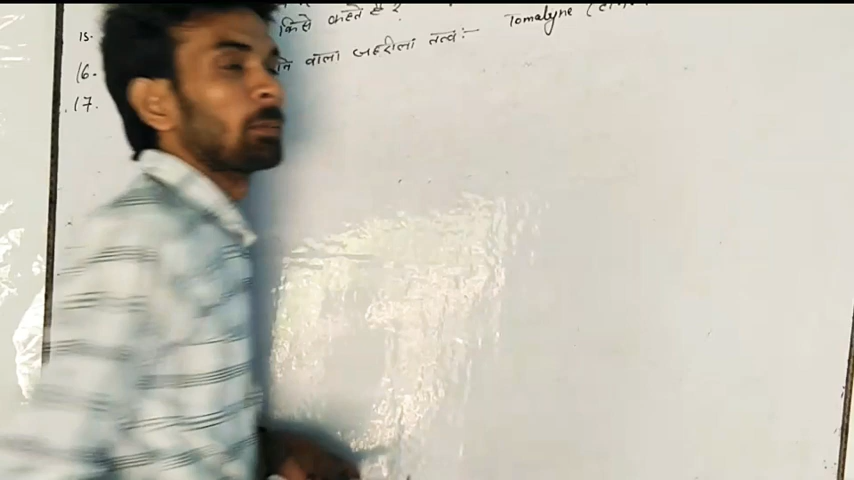 15. किसे कहते है ?
16. वाला जहरीला तत्व :- Tomalyne
17.